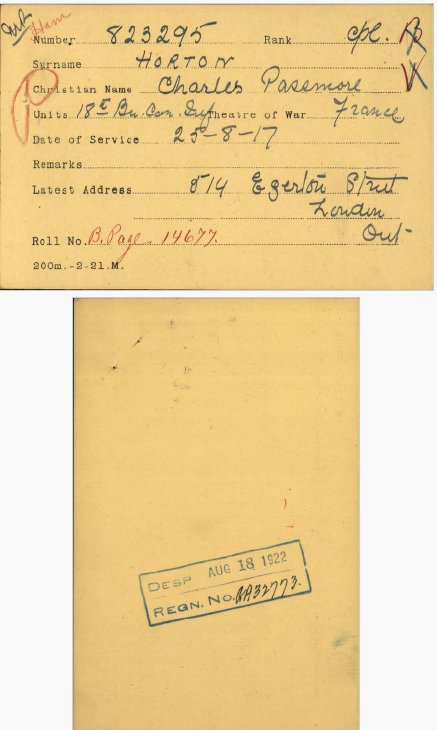 Ham
Number 823295 Rank Cpl. B
Surname HORTON V
Christian Name Charles Passmore
Units 18th Bn. Can. Inf. Theatre of War France
Date of Service 25-8-17
Remarks
Latest Address 514 Egerton Street
London
Roll No. B. Page 14677. Ont
200m.-2-21.M.
DESP AUG 18 1922
REGN. No.